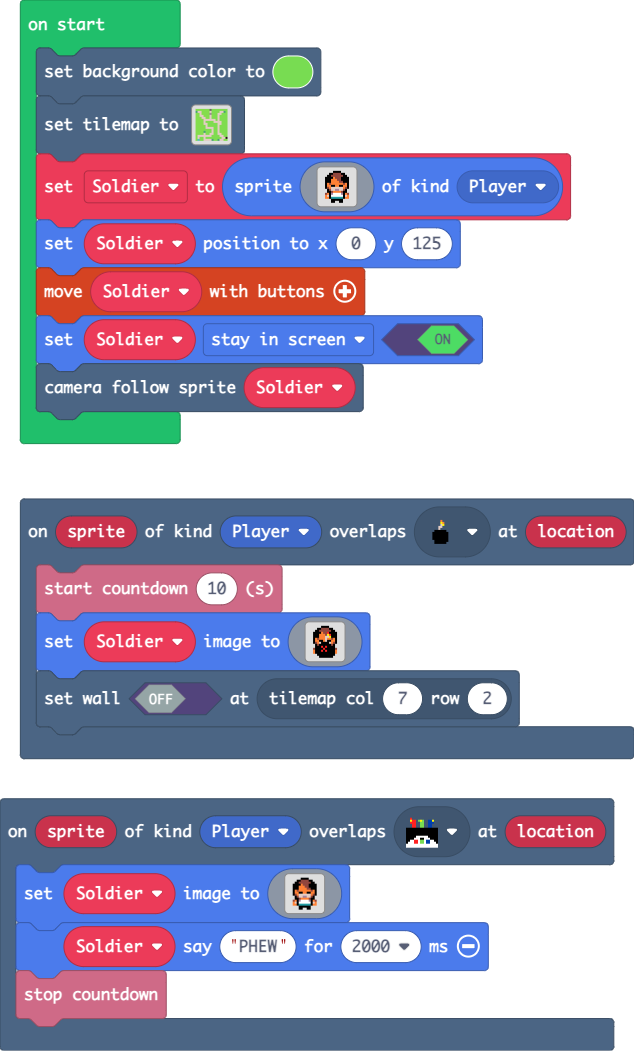 on start
set background color to
set tilemap to
set Soldier to sprite of kind Player
set Soldier position to x 0 y 125
move Soldier with buttons
set Soldier stay in screen ON
camera follow sprite Soldier
on sprite of kind Player overlaps at location
start countdown 10 (s)
set Soldier image to
set wall OFF at tilemap col 7 row 2
on sprite of kind Player overlaps at location
set Soldier image to
Soldier say "PHEW" for 2000 ms
stop countdown